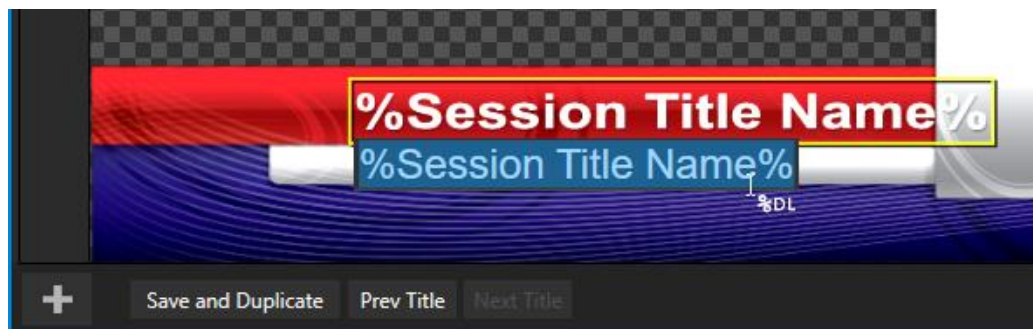 %Session Title Name%
%Session Title Name%
%DL
+
Save and Duplicate Prev Title Next Title